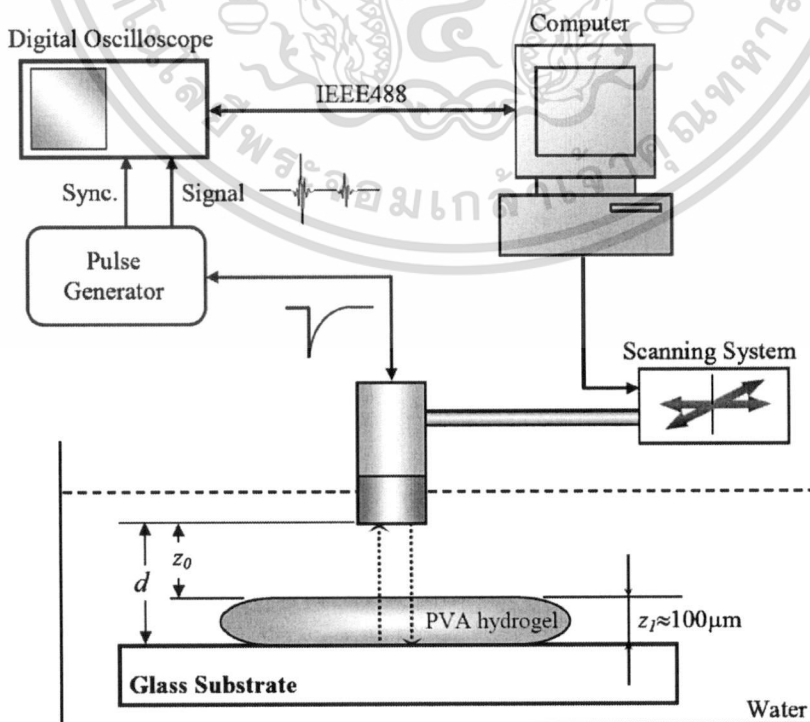 Computer
Digital Oscilloscope
IEEE488
Sync. Signal
Pulse
Generator
Scanning System
z₀
d
PVA hydrogel
z₁≈100μm
Glass Substrate
Water